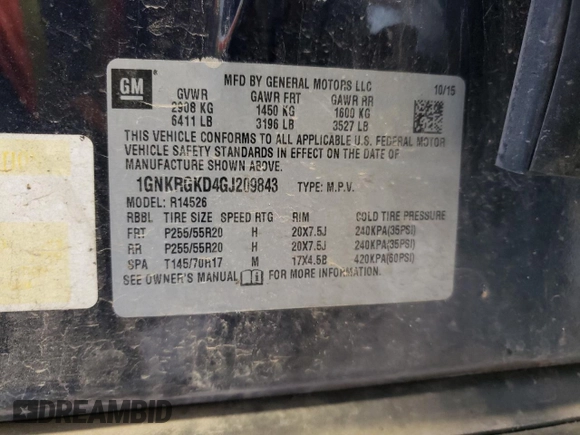 GM
MFD BY GENERAL MOTORS LLC
10/15
GVWR GAWR FRT GAWR RR
2908 KG 1450 KG 1600 KG
6411 LB 3196 LB 3527 LB
THIS VEHICLE CONFORMS TO ALL APPLICABLE U.S. FEDERAL MOTOR
VEHICLE SAFETY STANDARDS IN EFFECT ON THE DATE OF
MANUFACTURE SHOWN ABOVE.
1GNKRGKD4GJ209843 TYPE: M.P.V.
MODEL: R14526
RBBL TIRE SIZE SPEED RTG RIM COLD TIRE PRESSURE
FRT P255/55R20 H 20X7.5J 240KPA(35PSI)
RR P255/55R20 H 20X7.5J 240KPA(35PSI)
SPA T145/70R17 M 17X4.5B 420KPA(60PSI)
SEE OWNER'S MANUAL FOR MORE INFORMATION.
DREAMBID